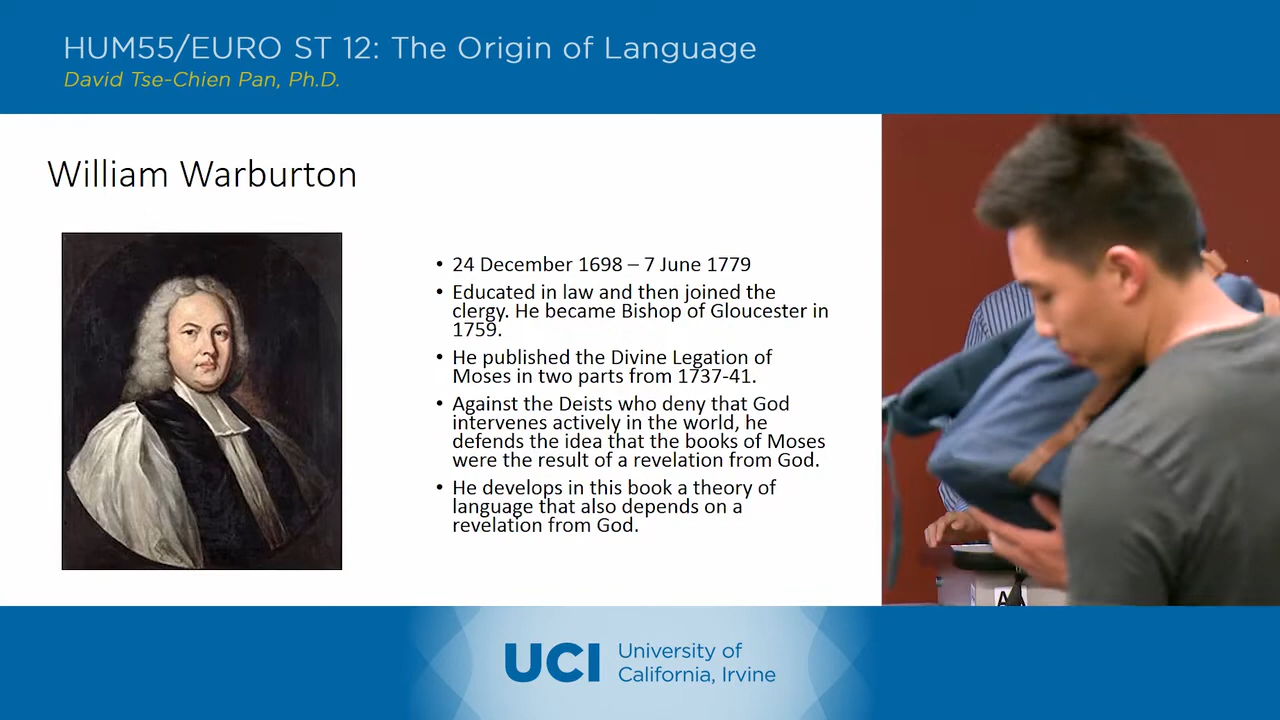 HUM55/EURO ST 12: The Origin of Language
David Tse-Chien Pan, Ph.D.
William Warburton
• 24 December 1698 – 7 June 1779
• Educated in law and then joined the
clergy. He became Bishop of Gloucester in
1759.
• He published the Divine Legation of
Moses in two parts from 1737-41.
• Against the Deists who deny that God
intervenes actively in the world, he
defends the idea that the books of Moses
were the result of a revelation from God.
• He develops in this book a theory of
language that also depends on a
revelation from God.
UCI
University of
California, Irvine